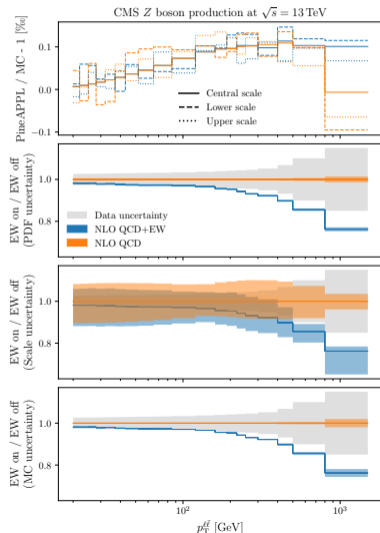 CMS Z boson production at √s = 13 TeV
PineAPPL / MC - 1 [‰]
0.1
0.0
−0.1
Central scale
Lower scale
Upper scale
EW on / EW off
(PDF uncertainty)
1.0
0.8
Data uncertainty
NLO QCD+EW
NLO QCD
EW on / EW off
(Scale uncertainty)
1.0
0.8
EW on / EW off
(MC uncertainty)
1.0
0.8
10² 10³
p_T^{ℓℓ̄} [GeV]